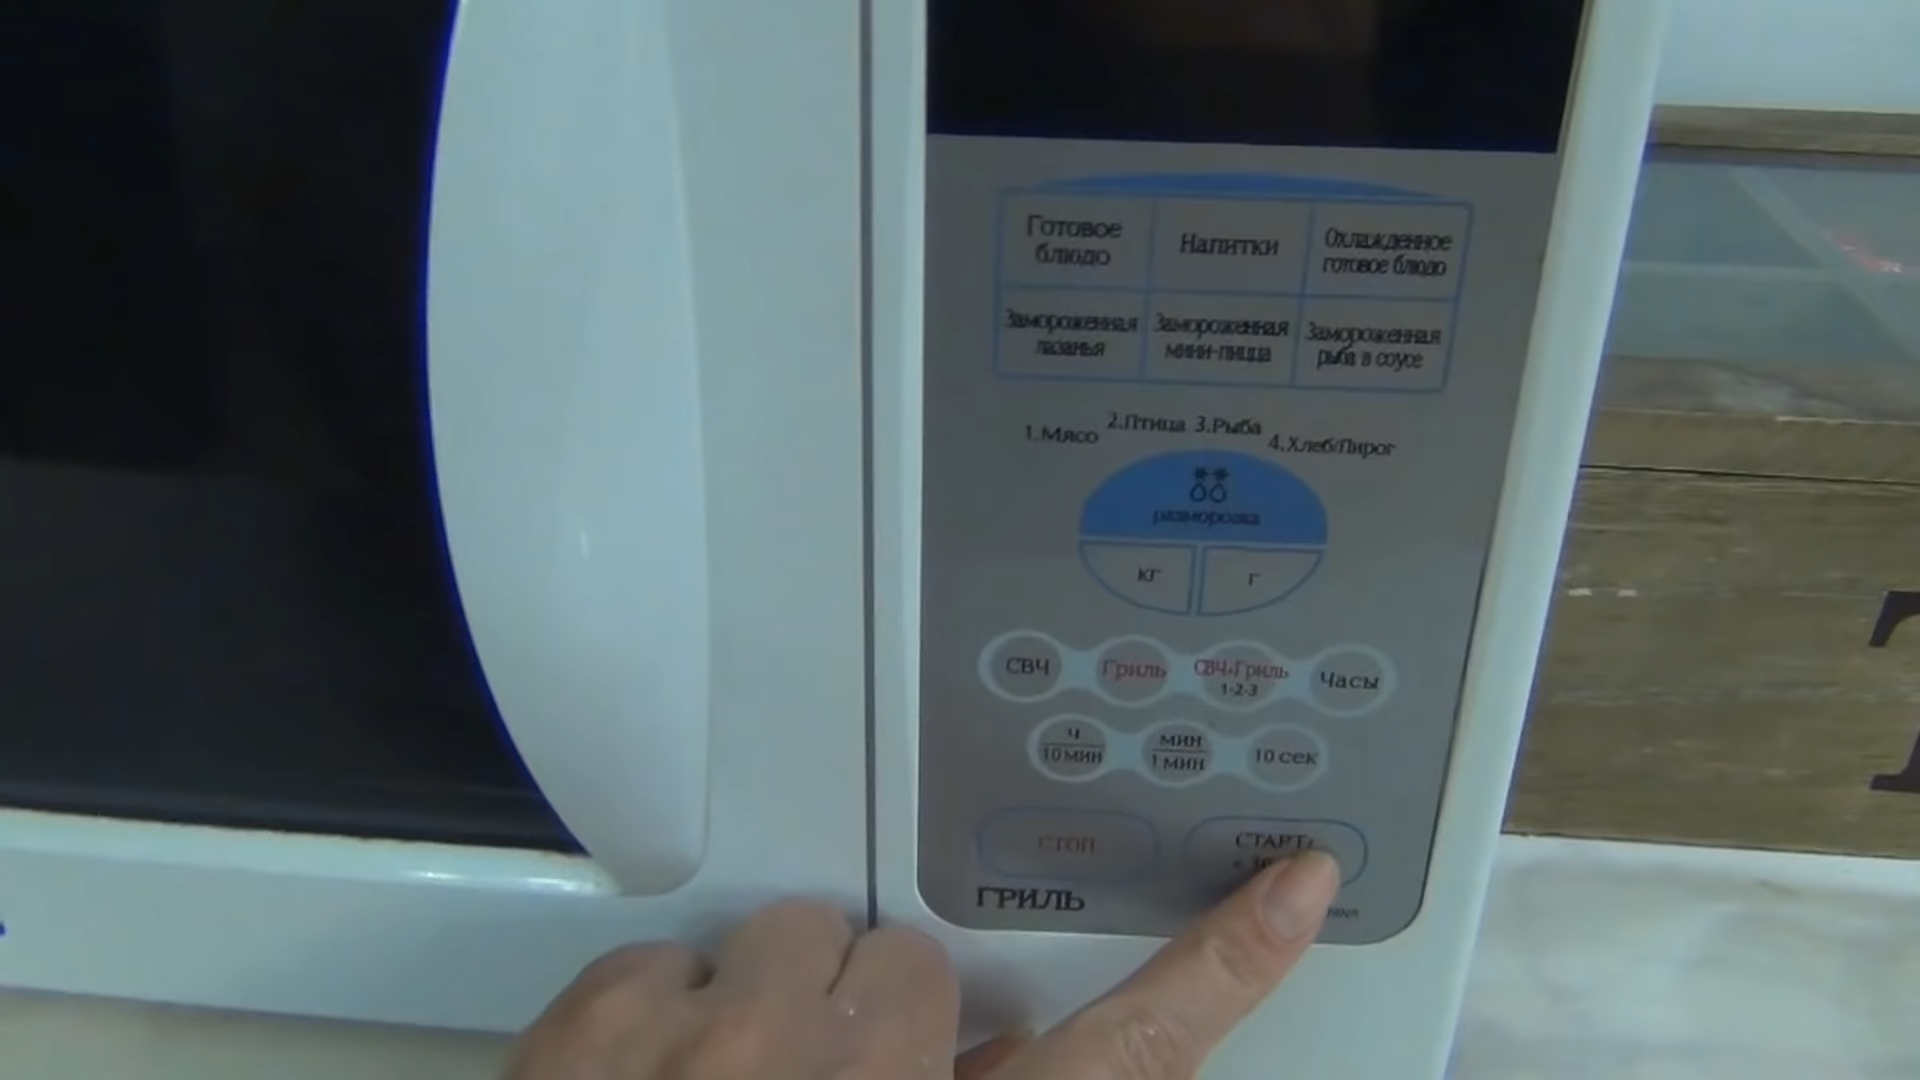 Готовое
блюдо
Напитки
Охлажденное
готовое блюдо
Замороженная
лазанья
Замороженная
мини-пицца
Замороженная
рыба в соусе
1.Мясо
2.Птица
3.Рыба
4.Хлеб/Пирог
разморозка
кг
г
СВЧ
Гриль
СВЧ+Гриль
1-2-3
Часы
ч
10 мин
мин
1 мин
10 сек
СТОП
СТАРТ/
ГРИЛЬ